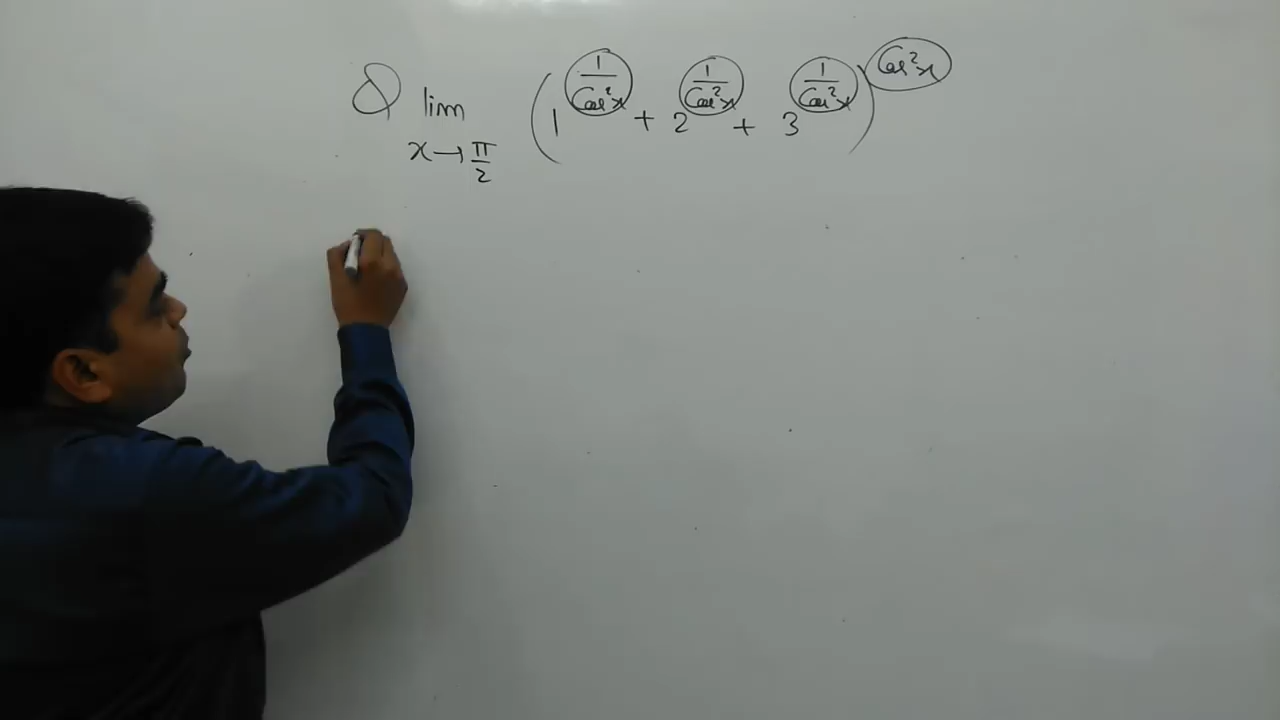 Q lim x→π/2 (1^(1/Cos²x) + 2^(1/Cos²x) + 3^(1/Cos²x))^(Cos²x)